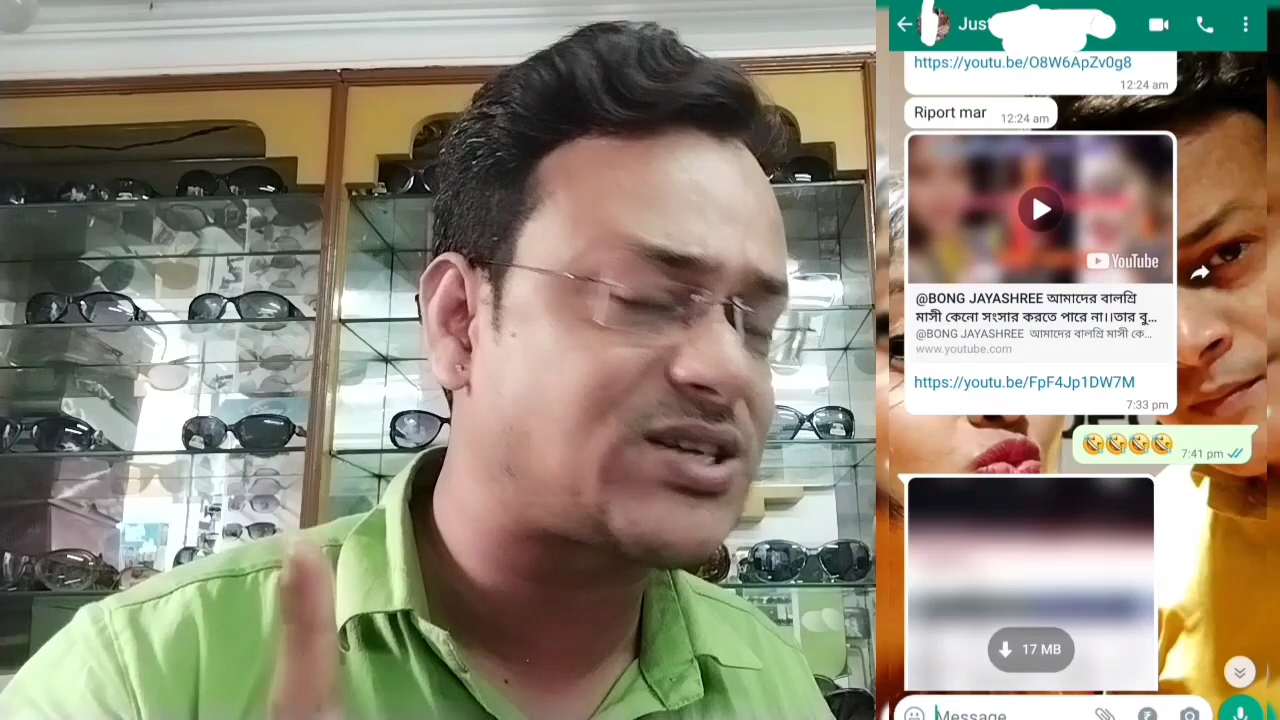 Jus
https://youtu.be/O8W6ApZv0g8
12:24 am
Riport mar
12:24 am
YouTube
@BONG JAYASHREE আমাদের বালশ্রি
মাসী কেনো সংসার করতে পারে না।।তার বু...
@BONG JAYASHREE আমাদের বালশ্রি মাসী কে...
www.youtube.com
https://youtu.be/FpF4Jp1DW7M
7:33 pm
7:41 pm
17 MB
Message